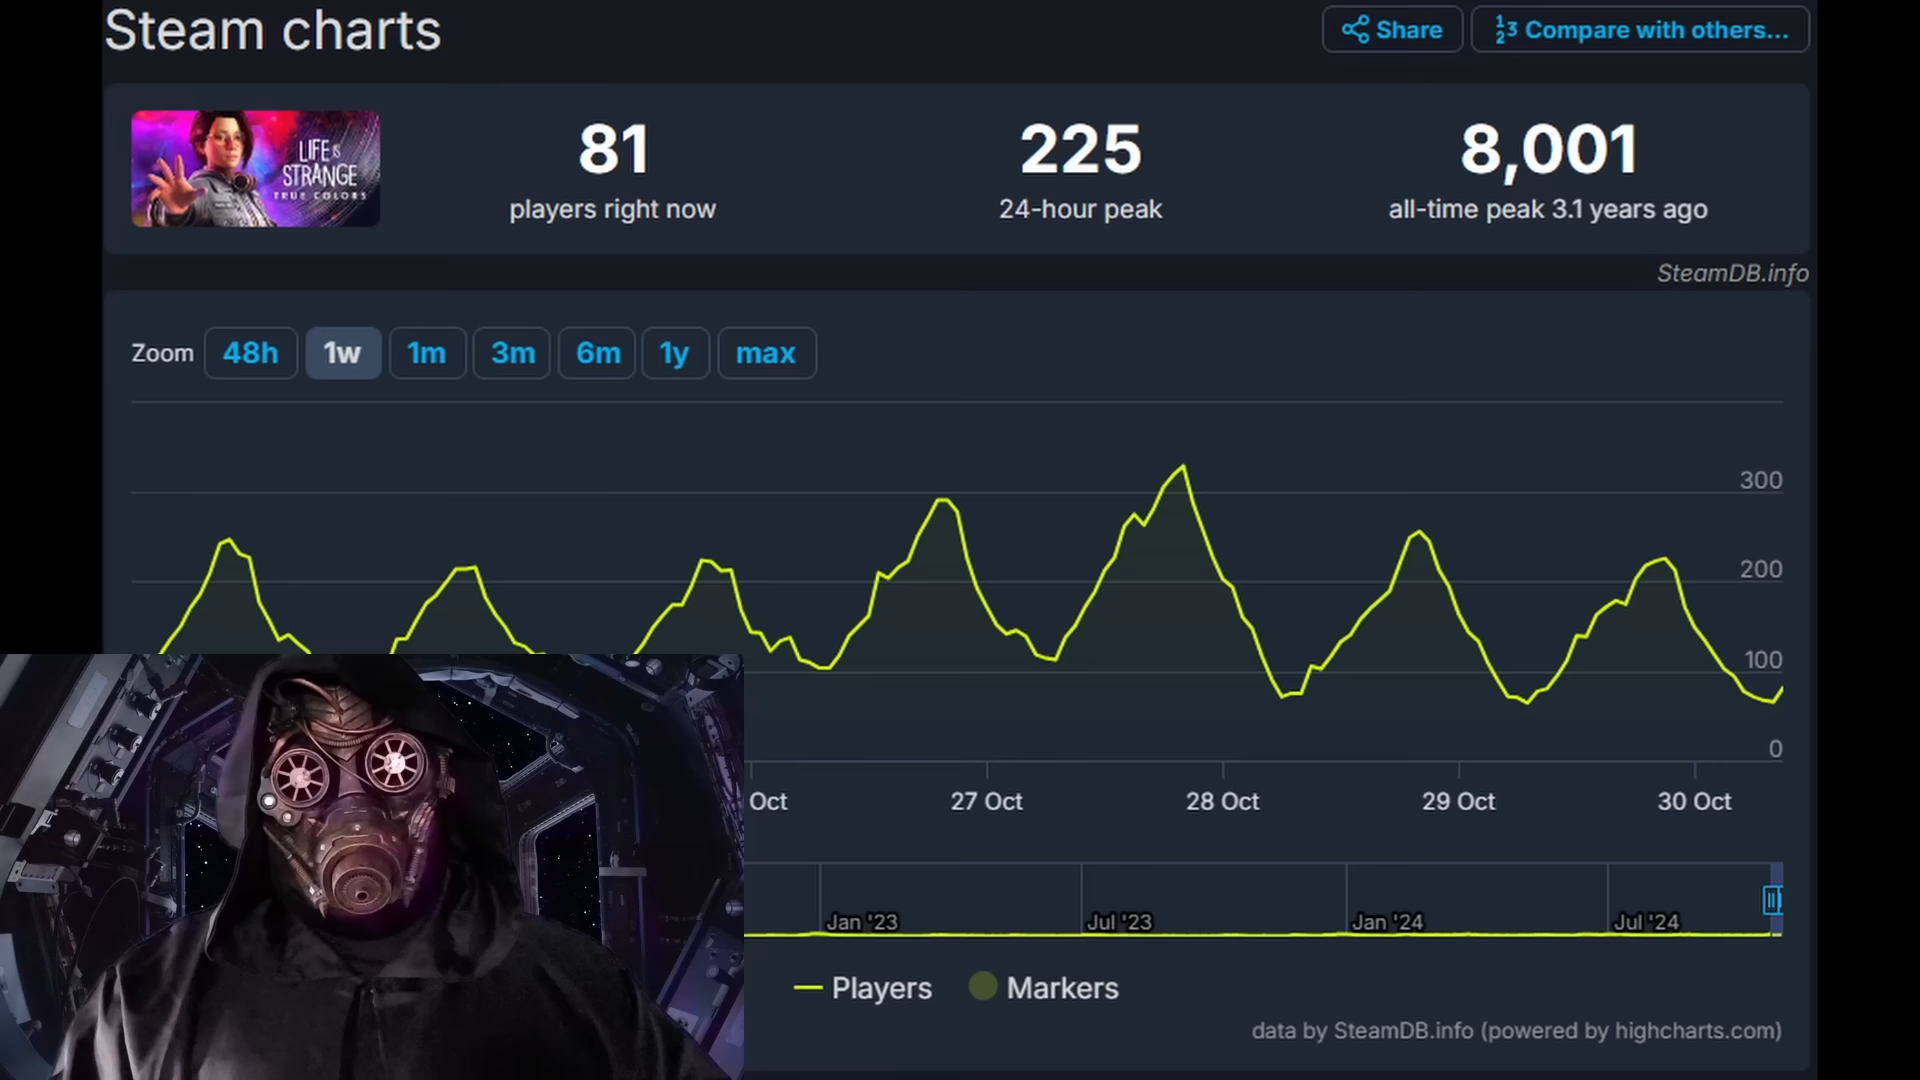 Steam charts
Share
Compare with others...
LIFE IS
STRANGE
TRUE COLORS
81
players right now
225
24-hour peak
8,001
all-time peak 3.1 years ago
SteamDB.info
Zoom 48h 1w 1m 3m 6m 1y max
300
200
100
0
Oct 27 Oct 28 Oct 29 Oct 30 Oct
Jan '23 Jul '23 Jan '24 Jul '24
Players Markers
data by SteamDB.info (powered by highcharts.com)